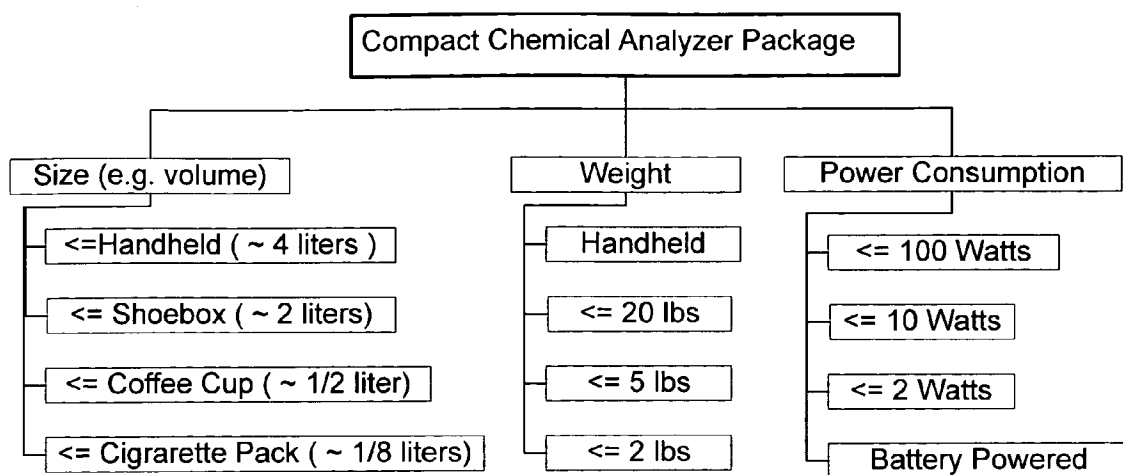 Compact Chemical Analyzer Package
Size (e.g. volume)
<=Handheld ( ~ 4 liters )
<= Shoebox ( ~ 2 liters)
<= Coffee Cup ( ~ 1/2 liter)
<= Cigrarette Pack ( ~ 1/8 liters)
Weight
Handheld
<= 20 lbs
<= 5 lbs
<= 2 lbs
Power Consumption
<= 100 Watts
<= 10 Watts
<= 2 Watts
Battery Powered